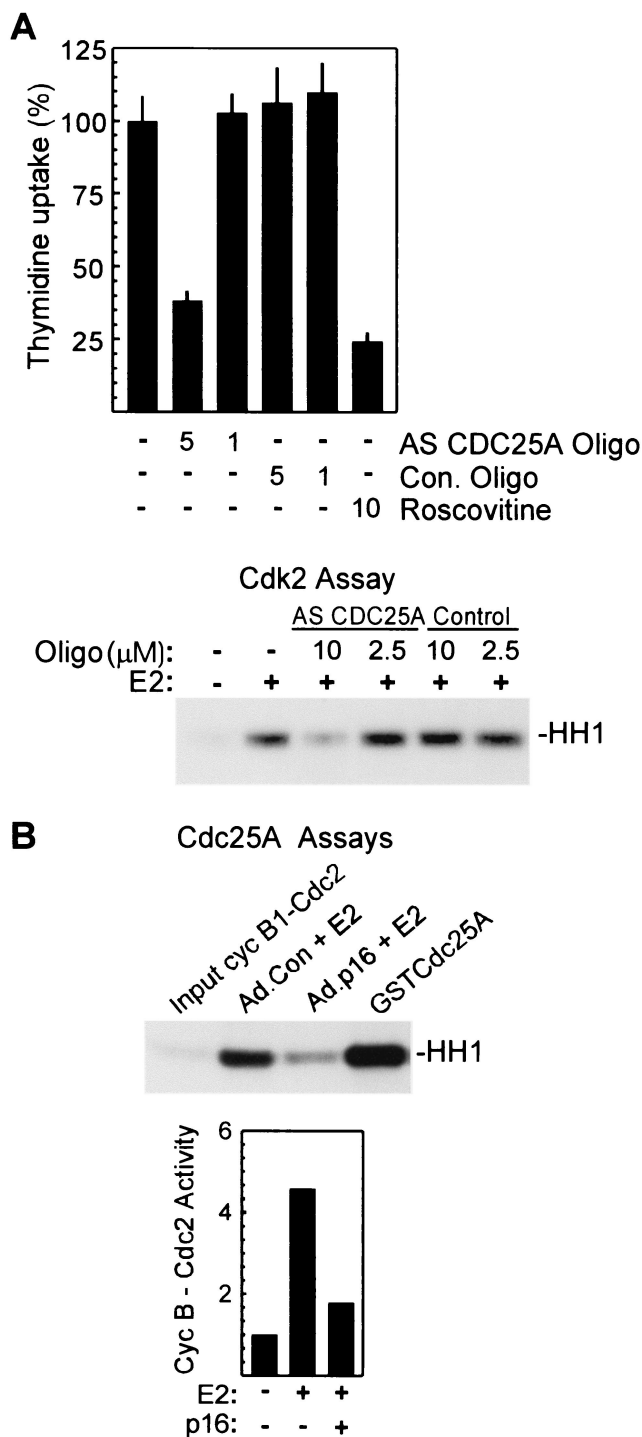 A
125
100
75
50
25
Thymidine uptake (%)
- 5 1 - - - AS CDC25A Oligo
- - - 5 1 - Con. Oligo
- - - - - 10 Roscovitine
Cdk2 Assay
AS CDC25A Control
Oligo (μM): - - 10 2.5 10 2.5
E2: - + + + + +
-HH1
B
Cdc25A Assays
Input cyc B1-Cdc2
Ad.Con + E2
Ad.p16 + E2
GSTCdc25A
-HH1
6
4
2
Cyc B - Cdc2 Activity
E2: - + +
p16: - - +